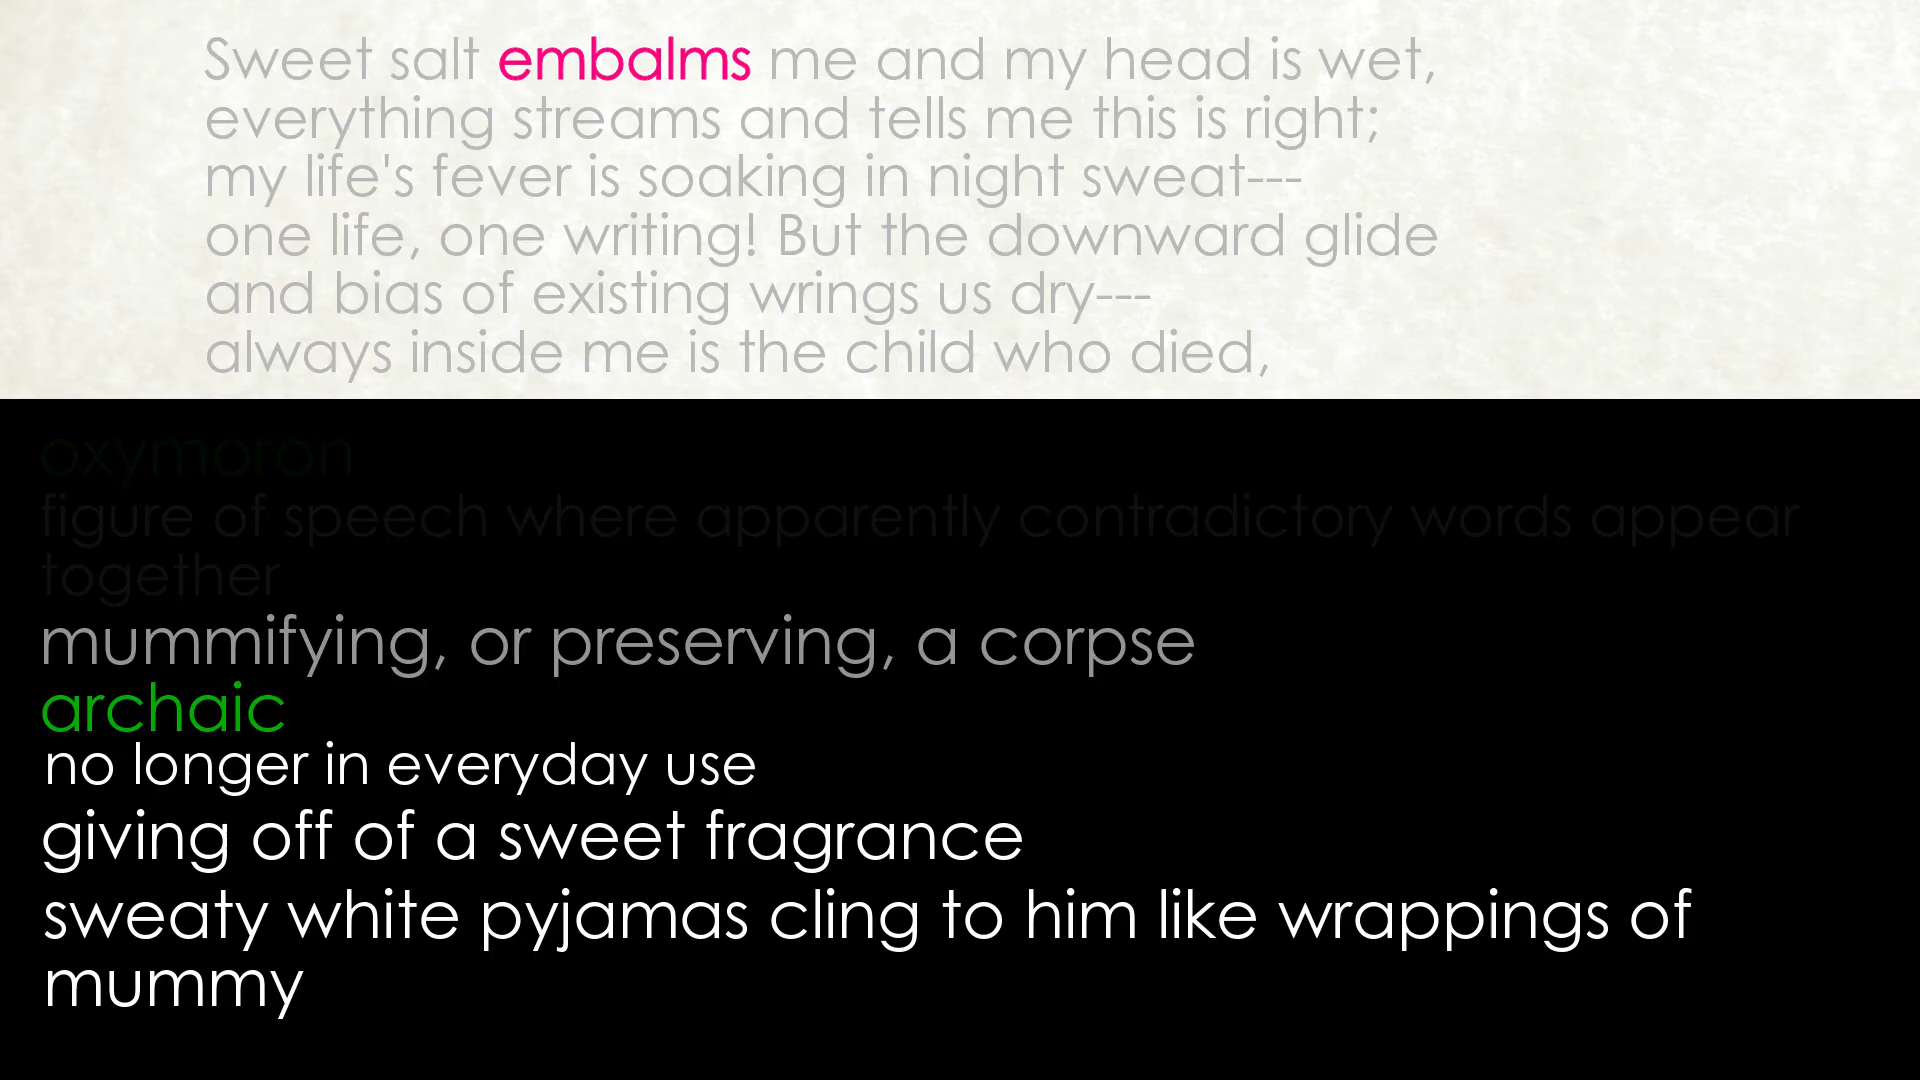 Sweet salt embalms me and my head is wet,
everything streams and tells me this is right;
my life's fever is soaking in night sweat---
one life, one writing! But the downward glide
and bias of existing wrings us dry---
always inside me is the child who died,
oxymoron
figure of speech where apparently contradictory words appear
together
mummifying, or preserving, a corpse
archaic
no longer in everyday use
giving off of a sweet fragrance
sweaty white pyjamas cling to him like wrappings of
mummy